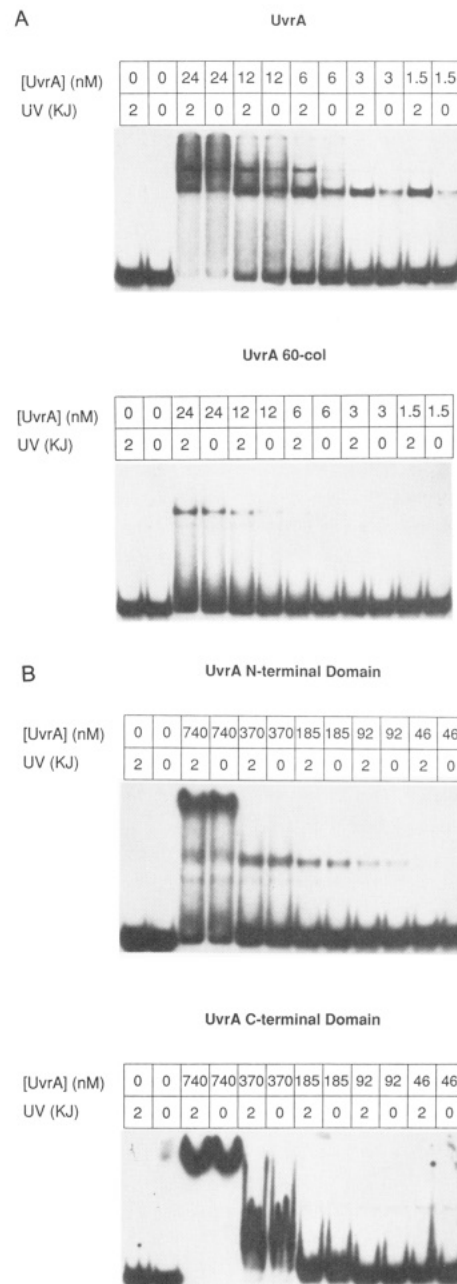 A
UvrA
[UvrA] (nM) 0 0 24 24 12 12 6 6 3 3 1.5 1.5
UV (KJ) 2 0 2 0 2 0 2 0 2 0 2 0
UvrA 60-col
[UvrA] (nM) 0 0 24 24 12 12 6 6 3 3 1.5 1.5
UV (KJ) 2 0 2 0 2 0 2 0 2 0 2 0
B
UvrA N-terminal Domain
[UvrA] (nM) 0 0 740 740 370 370 185 185 92 92 46 46
UV (KJ) 2 0 2 0 2 0 2 0 2 0 2 0
UvrA C-terminal Domain
[UvrA] (nM) 0 0 740 740 370 370 185 185 92 92 46 46
UV (KJ) 2 0 2 0 2 0 2 0 2 0 2 0